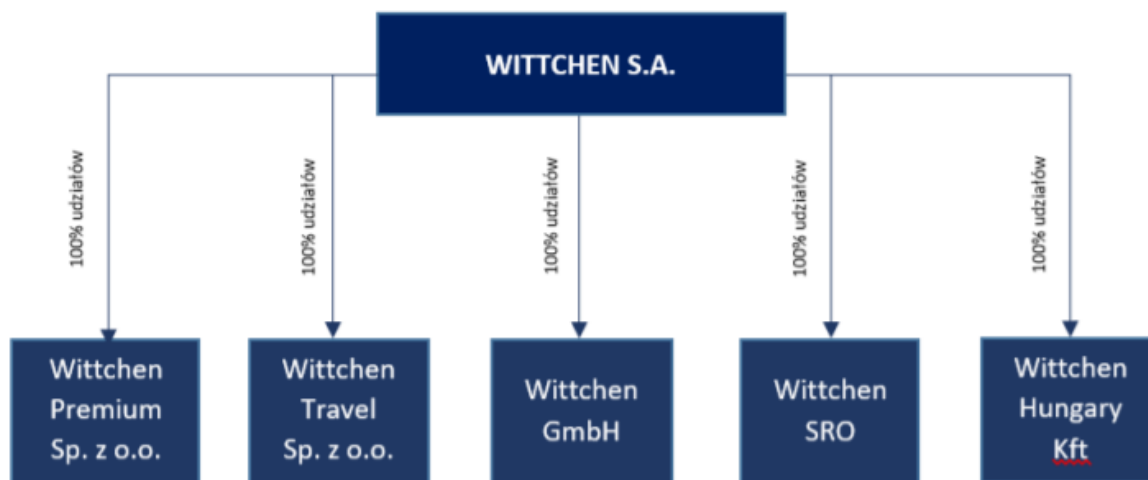 WITTCHEN S.A.
100% udziałów
100% udziałów
100% udziałów
100% udziałów
100% udziałów
Wittchen
Premium
Sp. z o.o.
Wittchen
Travel
Sp. z o.o.
Wittchen
GmbH
Wittchen
SRO
Wittchen
Hungary
Kft